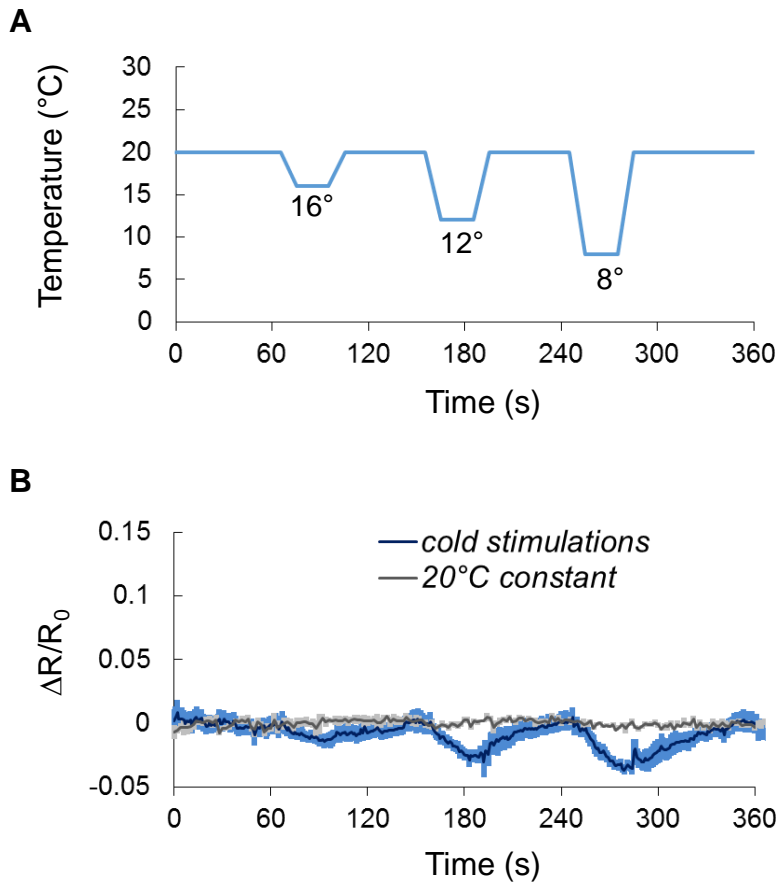 A
30
25
20
15
10
5
0
Temperature (°C)
16°
12°
8°
0 60 120 180 240 300 360
Time (s)
B
0.15
0.1
0.05
0
-0.05
ΔR/R₀
cold stimulations
20°C constant
0 60 120 180 240 300 360
Time (s)